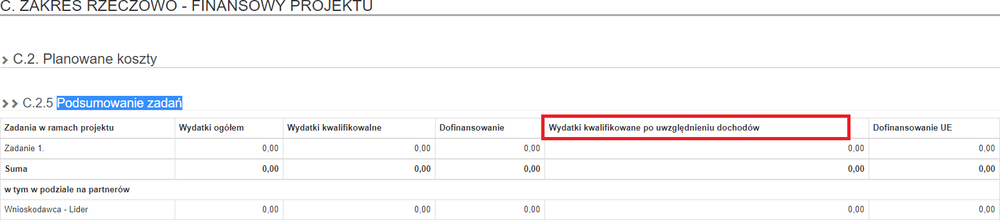 C. ZAKRES RZECZOWO - FINANSOWY PROJEKTU
C.2. Planowane koszty
C.2.5 Podsumowanie zadań
Zadania w ramach projektu Wydatki ogółem Wydatki kwalifikowalne Dofinansowanie Wydatki kwalifikowane po uwzględnieniu dochodów Dofinansowanie UE
Zadanie 1. 0,00 0,00 0,00 0,00 0,00
Suma 0,00 0,00 0,00 0,00 0,00
w tym w podziale na partnerów
Wnioskodawca - Lider 0,00 0,00 0,00 0,00 0,00